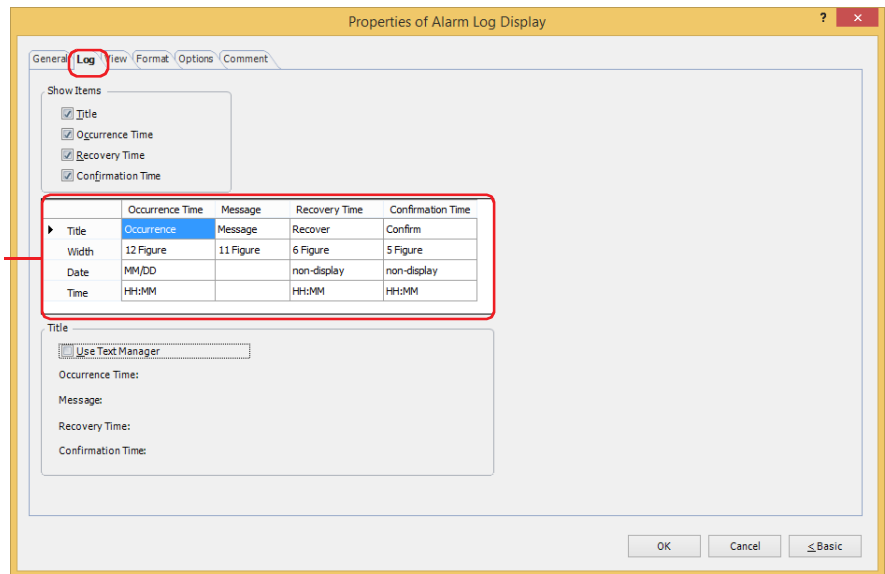 Properties of Alarm Log Display
?
General Log View Format Options Comment
Show Items
Title
Occurrence Time
Recovery Time
Confirmation Time
Occurrence Time Message Recovery Time Confirmation Time
Title Occurrence Message Recover Confirm
Width 12 Figure 11 Figure 6 Figure 5 Figure
Date MM/DD non-display non-display
Time HH:MM HH:MM HH:MM
Title
Use Text Manager
Occurrence Time:
Message:
Recovery Time:
Confirmation Time:
OK Cancel <Basic